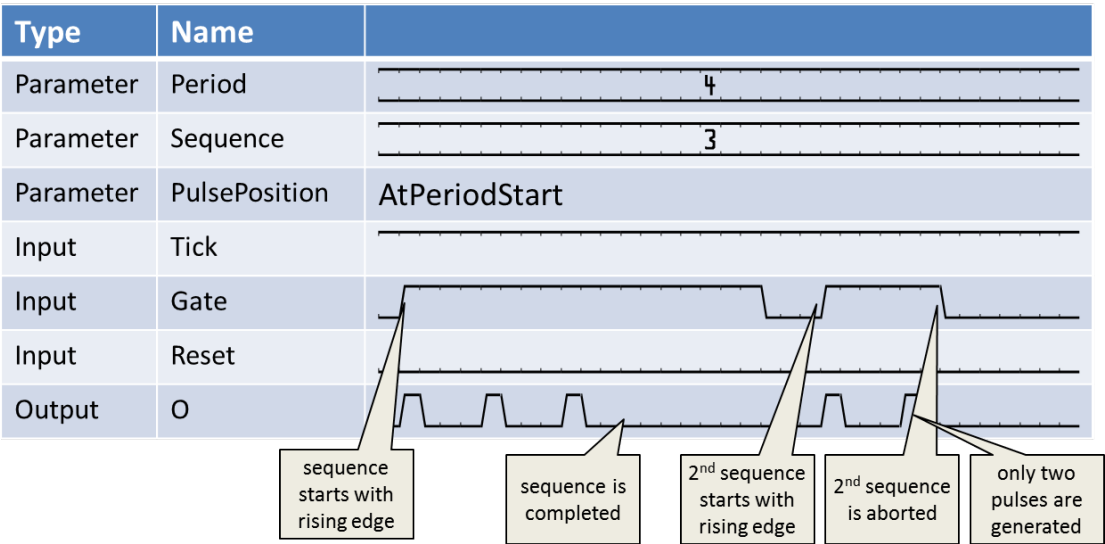 Type Name
Parameter Period 4
Parameter Sequence 3
Parameter PulsePosition AtPeriodStart
Input Tick
Input Gate
Input Reset
Output O
sequence
starts with
rising edge
sequence is
completed
2nd sequence
starts with
rising edge
2nd sequence
is aborted
only two
pulses are
generated